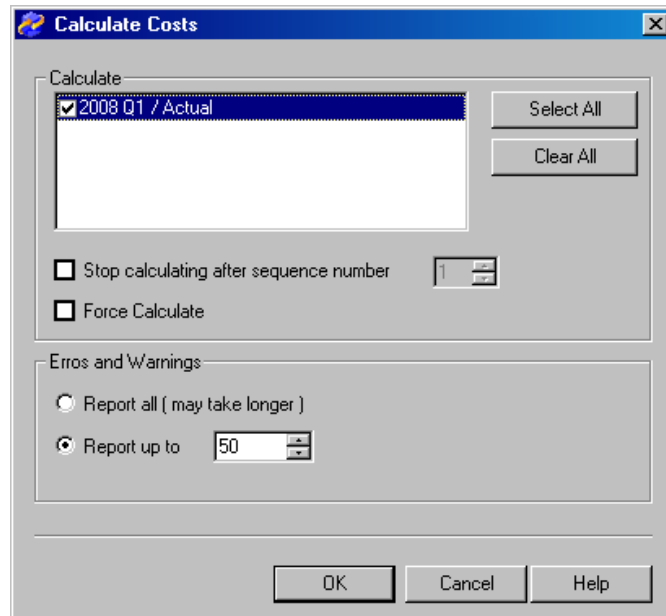 Calculate Costs
Calculate
2008 Q1 / Actual
Select All
Clear All
Stop calculating after sequence number 1
Force Calculate
Erros and Warnings
Report all ( may take longer )
Report up to 50
OK Cancel Help